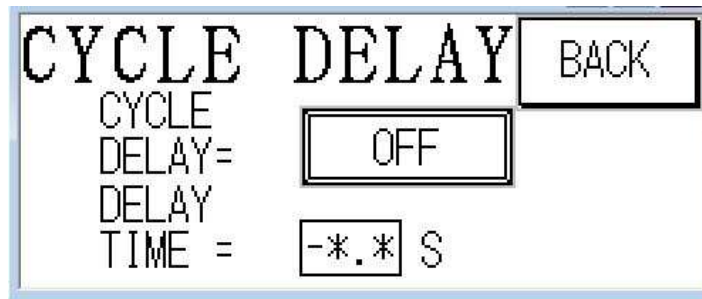 CYCLE DELAY BACK
CYCLE
DELAY= OFF
DELAY
TIME = -*.* S